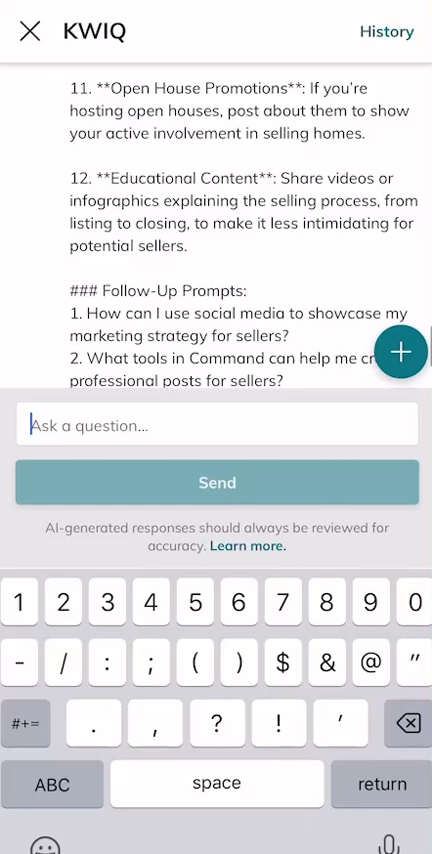 KWIQ
History
11. **Open House Promotions**: If you're
hosting open houses, post about them to show
your active involvement in selling homes.
12. **Educational Content**: Share videos or
infographics explaining the selling process, from
listing to closing, to make it less intimidating for
potential sellers.
### Follow-Up Prompts:
1. How can I use social media to showcase my
marketing strategy for sellers?
2. What tools in Command can help me
professional posts for sellers?
Ask a question...
Send
AI-generated responses should always be reviewed for
accuracy. Learn more.
1 2 3 4 5 6 7 8 9 0
- / : ; ( ) $ & @ "
#+= . , ? ! '
ABC space return